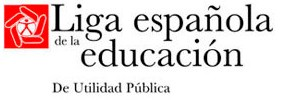 Liga española
de la
educación
De Utilidad Pública